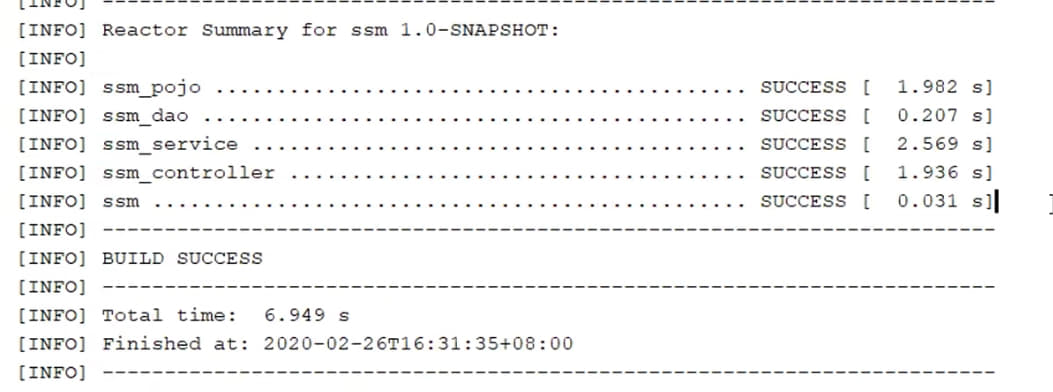 [INFO] ------------------------------------------------------------------------
[INFO] Reactor Summary for ssm 1.0-SNAPSHOT:
[INFO]
[INFO] ssm_pojo ........................................... SUCCESS [  1.982 s]
[INFO] ssm_dao ............................................ SUCCESS [  0.207 s]
[INFO] ssm_service ........................................ SUCCESS [  2.569 s]
[INFO] ssm_controller ..................................... SUCCESS [  1.936 s]
[INFO] ssm ................................................ SUCCESS [  0.031 s]
[INFO] ------------------------------------------------------------------------
[INFO] BUILD SUCCESS
[INFO] ------------------------------------------------------------------------
[INFO] Total time:  6.949 s
[INFO] Finished at: 2020-02-26T16:31:35+08:00
[INFO] ------------------------------------------------------------------------